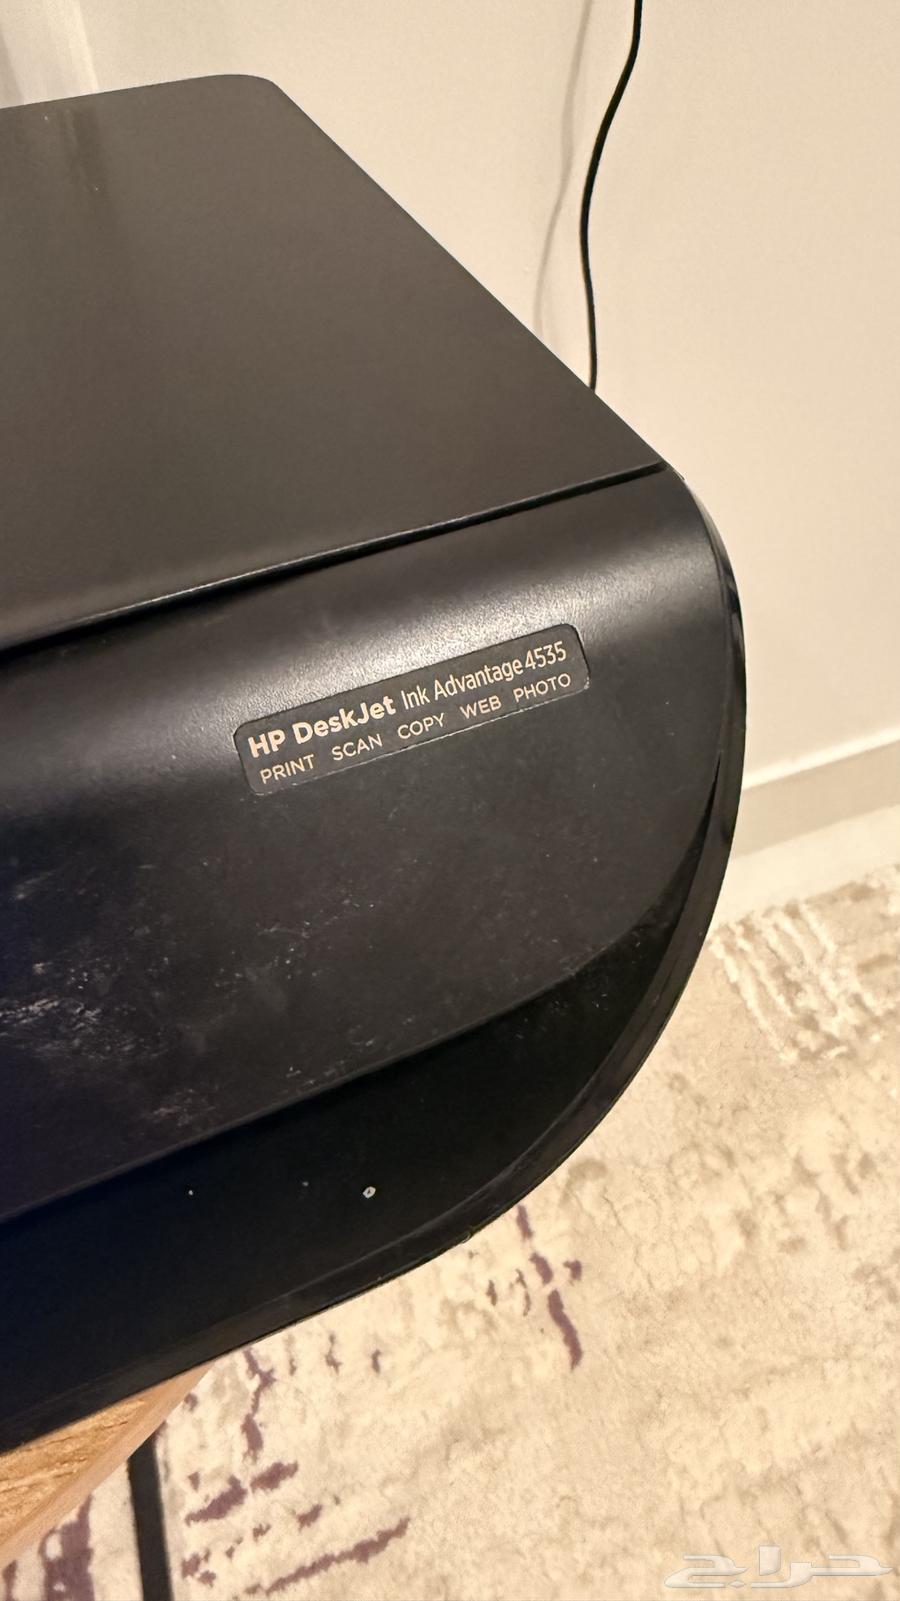 HP DeskJet Ink Advantage 4535
PRINT SCAN COPY WEB PHOTO
حراج